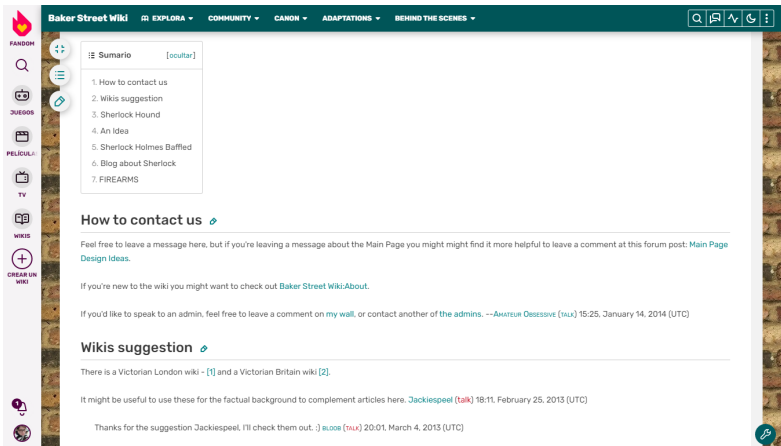 Baker Street Wiki EXPLORA COMMUNITY CANON ADAPTATIONS BEHIND THE SCENES
FANDOM
JUEGOS
PELÍCULAS
TV
WIKIS
CREAR UN
WIKI
1
Sumario [ocultar]
1. How to contact us
2. Wikis suggestion
3. Sherlock Hound
4. An Idea
5. Sherlock Holmes Baffled
6. Blog about Sherlock
7. FIREARMS
How to contact us
Feel free to leave a message here, but if you're leaving a message about the Main Page you might might find it more helpful to leave a comment at this forum post: Main Page
Design Ideas.
If you're new to the wiki you might want to check out Baker Street Wiki:About.
If you'd like to speak to an admin, feel free to leave a comment on my wall, or contact another of the admins. --Amateur Obsessive (talk) 15:25, January 14, 2014 (UTC)
Wikis suggestion
There is a Victorian London wiki - [1] and a Victorian Britain wiki [2].
It might be useful to use these for the factual background to complement articles here. Jackiespeel (talk) 18:11, February 25, 2013 (UTC)
Thanks for the suggestion Jackiespeel, I'll check them out. :) bloob (talk) 20:01, March 4, 2013 (UTC)